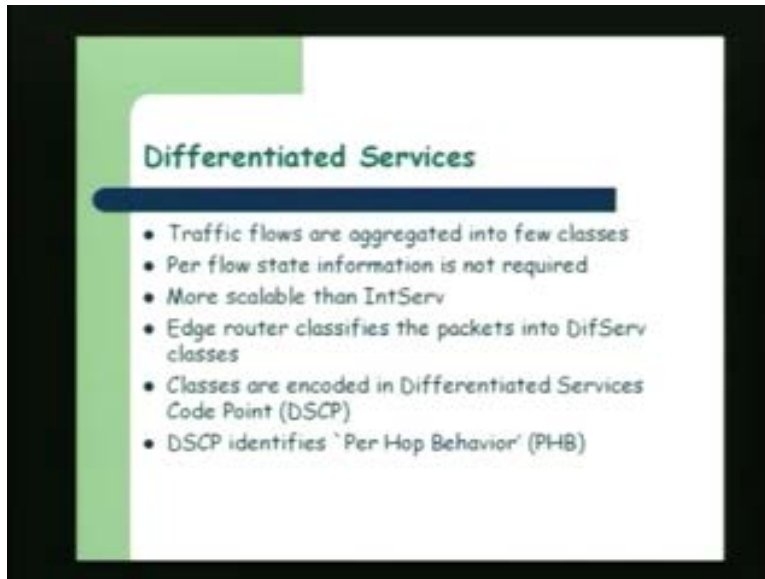 Differentiated Services
• Traffic flows are aggregated into few classes
• Per flow state information is not required
• More scalable than IntServ
• Edge router classifies the packets into DifServ
classes
• Classes are encoded in Differentiated Services
Code Point (DSCP)
• DSCP identifies `Per Hop Behavior' (PHB)